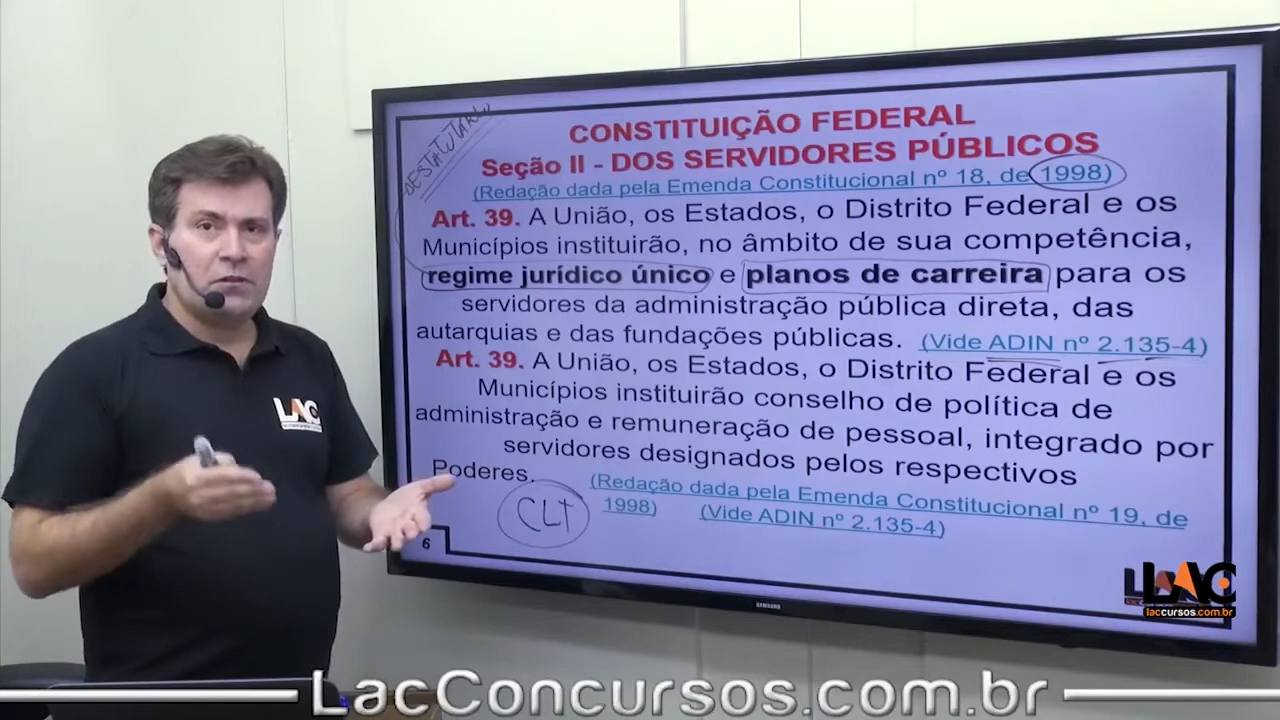 CONSTITUIÇÃO FEDERAL
Seção II - DOS SERVIDORES PÚBLICOS
(Redação dada pela Emenda Constitucional nº 18, de 1998)
Art. 39. A União, os Estados, o Distrito Federal e os
Municípios instituirão, no âmbito de sua competência,
regime jurídico único e planos de carreira para os
servidores da administração pública direta, das
autarquias e das fundações públicas. (Vide ADIN nº 2.135-4)
Art. 39. A União, os Estados, o Distrito Federal e os
Municípios instituirão conselho de política de
administração e remuneração de pessoal, integrado por
servidores designados pelos respectivos
Poderes. (Redação dada pela Emenda Constitucional nº 19, de
1998) (Vide ADIN nº 2.135-4)
ESTATUTÁRIO
CLT
6
LAC
SAMSUNG
LAC
laccursos.com.br
LacConcursos.com.br